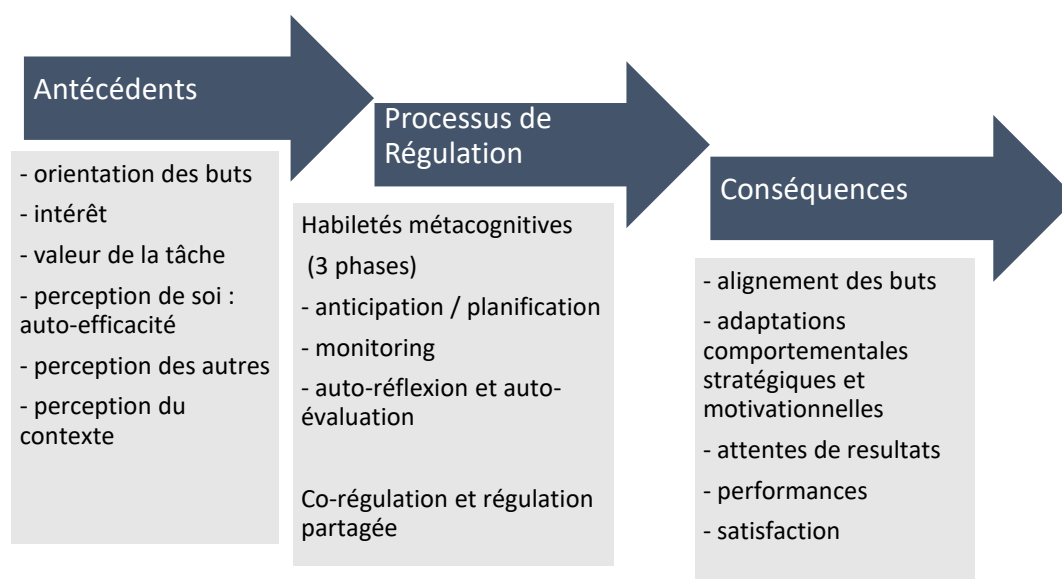 Antécédents
- orientation des buts
- intérêt
- valeur de la tâche
- perception de soi :
auto-efficacité
- perception des autres
- perception du
contexte
Processus de
Régulation
Habiletés métacognitives
(3 phases)
- anticipation / planification
- monitoring
- auto-réflexion et auto-
évaluation
Co-régulation et régulation
partagée
Conséquences
- alignement des buts
- adaptations
comportementales
stratégiques et
motivationnelles
- attentes de resultats
- performances
- satisfaction